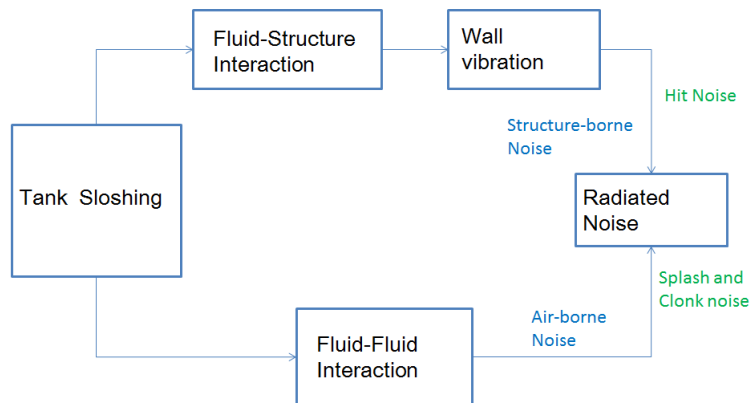 Fluid-Structure
Interaction
Wall
vibration
Hit Noise
Structure-borne
Noise
Tank Sloshing
Radiated
Noise
Splash and
Clonk noise
Air-borne
Noise
Fluid-Fluid
Interaction